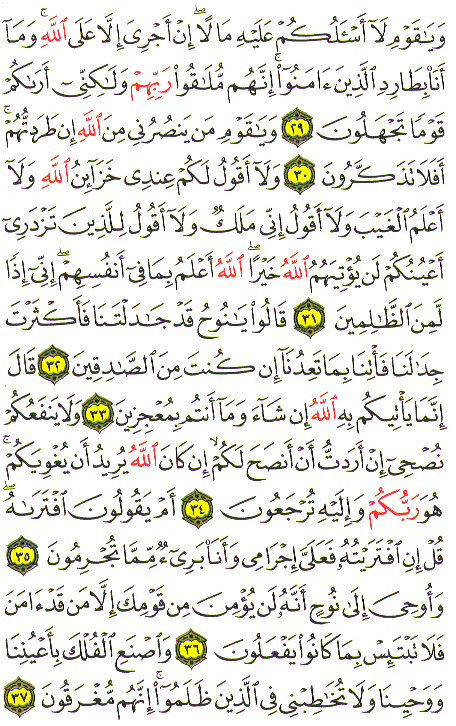 وَيَٰقَوْمِ لَآ أَسْـَٔلُكُمْ عَلَيْهِ مَالًا ۖ إِنْ أَجْرِىَ إِلَّا عَلَى ٱللَّهِ ۚ وَمَآ
أَنَا۠ بِطَارِدِ ٱلَّذِينَ ءَامَنُوٓا۟ ۚ إِنَّهُم مُّلَٰقُوا۟ رَبِّهِمْ وَلَٰكِنِّىٓ أَرَىٰكُمْ
قَوْمًا تَجْهَلُونَ ٢٩ وَيَٰقَوْمِ مَن يَنصُرُنِى مِنَ ٱللَّهِ إِن طَرَدتُّهُمْ ۚ
أَفَلَا تَذَكَّرُونَ ٣٠ وَلَآ أَقُولُ لَكُمْ عِندِى خَزَآئِنُ ٱللَّهِ وَلَآ
أَعْلَمُ ٱلْغَيْبَ وَلَآ أَقُولُ إِنِّى مَلَكٌ وَلَآ أَقُولُ لِلَّذِينَ تَزْدَرِىٓ
أَعْيُنُكُمْ لَن يُؤْتِيَهُمُ ٱللَّهُ خَيْرًا ۖ ٱللَّهُ أَعْلَمُ بِمَا فِىٓ أَنفُسِهِمْ ۖ إِنِّىٓ إِذًا
لَّمِنَ ٱلظَّٰلِمِينَ ٣١ قَالُوا۟ يَٰنُوحُ قَدْ جَٰدَلْتَنَا فَأَكْثَرْتَ
جِدَٰلَنَا فَأْتِنَا بِمَا تَعِدُنَآ إِن كُنتَ مِنَ ٱلصَّٰدِقِينَ ٣٢ قَالَ
إِنَّمَا يَأْتِيكُم بِهِ ٱللَّهُ إِن شَآءَ وَمَآ أَنتُم بِمُعْجِزِينَ ٣٣ وَلَا يَنفَعُكُمْ
نُصْحِىٓ إِنْ أَرَدتُّ أَنْ أَنصَحَ لَكُمْ إِن كَانَ ٱللَّهُ يُرِيدُ أَن يُغْوِيَكُمْ ۚ
هُوَ رَبُّكُمْ وَإِلَيْهِ تُرْجَعُونَ ٣٤ أَمْ يَقُولُونَ ٱفْتَرَىٰهُ ۖ
قُلْ إِنِ ٱفْتَرَيْتُهُۥ فَعَلَىَّ إِجْرَامِى وَأَنَا۠ بَرِىٓءٌ مِّمَّا تُجْرِمُونَ ٣٥
وَأُوحِىَ إِلَىٰ نُوحٍ أَنَّهُۥ لَن يُؤْمِنَ مِن قَوْمِكَ إِلَّا مَن قَدْ ءَامَنَ
فَلَا تَبْتَئِسْ بِمَا كَانُوا۟ يَفْعَلُونَ ٣٦ وَٱصْنَعِ ٱلْفُلْكَ بِأَعْيُنِنَا
وَوَحْيِنَا وَلَا تُخَٰطِبْنِى فِى ٱلَّذِينَ ظَلَمُوٓا۟ ۚ إِنَّهُم مُّغْرَقُونَ ٣٧